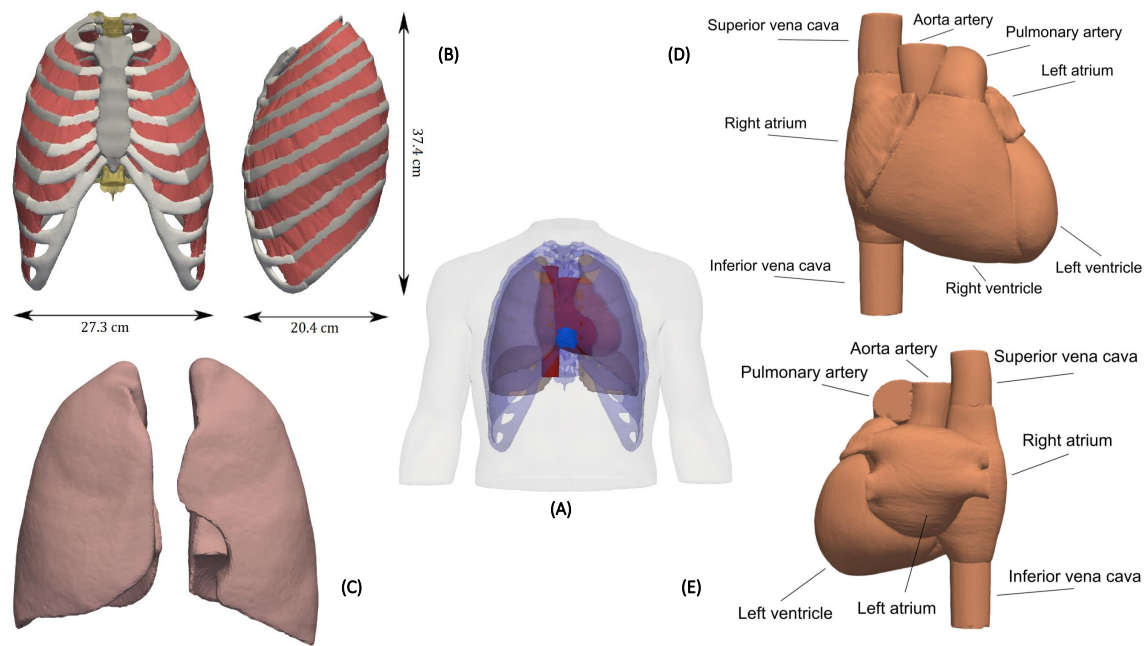 (B)
37.4 cm
27.3 cm
20.4 cm
(D)
Superior vena cava
Aorta artery
Pulmonary artery
Left atrium
Right atrium
Inferior vena cava
Right ventricle
Left ventricle
(A)
(C)
(E)
Aorta artery
Superior vena cava
Pulmonary artery
Right atrium
Inferior vena cava
Left ventricle
Left atrium